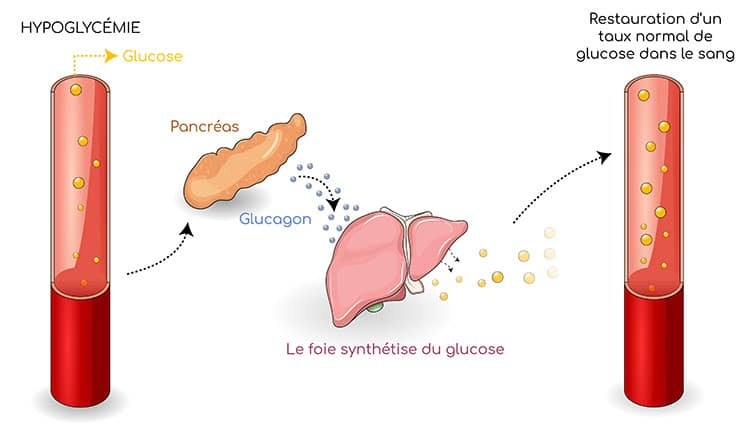 HYPOGLYCÉMIE
Glucose
Pancréas
Glucagon
Le foie synthétise du glucose
Restauration d'un
taux normal de
glucose dans le sang